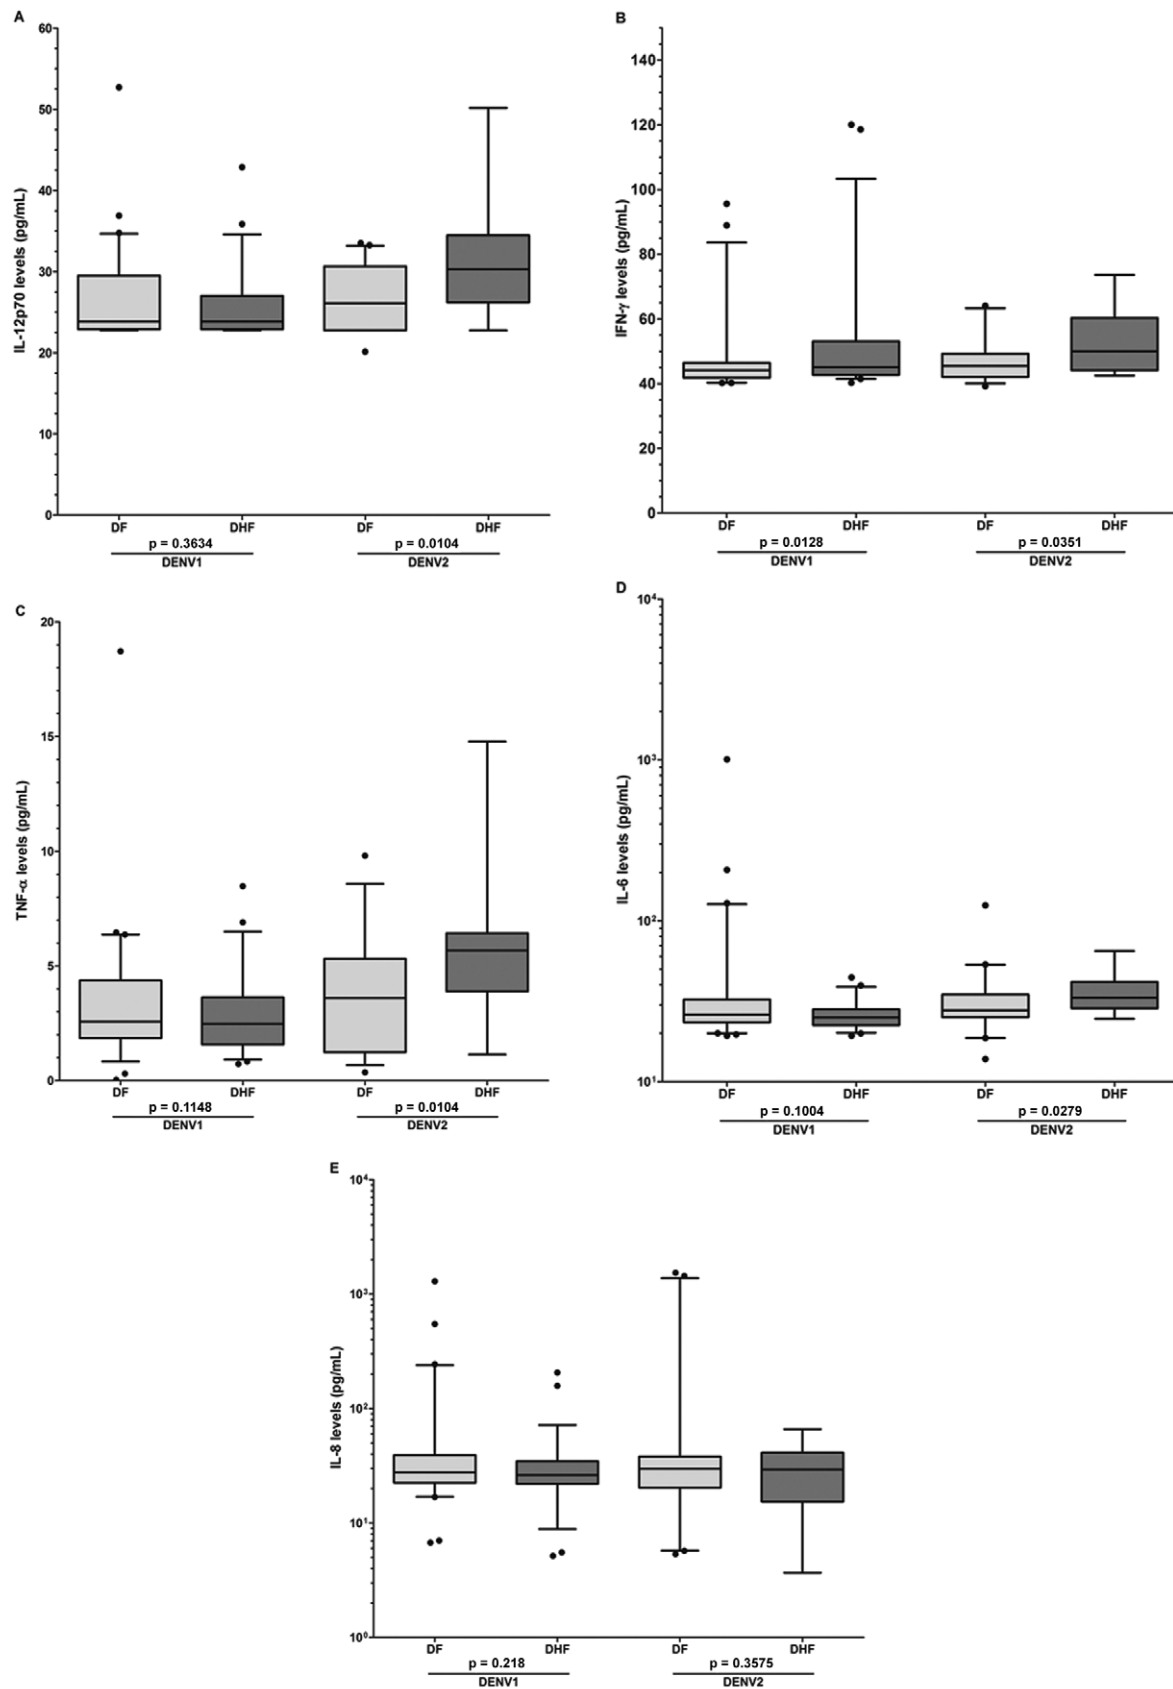 A
60
50
40
30
20
10
0
IL-12p70 levels (pg/mL)
DF DHF DF DHF
p = 0.3634 p = 0.0104
DENV1 DENV2
B
140
120
100
80
60
40
20
0
IFN-γ levels (pg/mL)
DF DHF DF DHF
p = 0.0128 p = 0.0351
DENV1 DENV2
C
20
15
10
5
0
TNF-α levels (pg/mL)
DF DHF DF DHF
p = 0.1148 p = 0.0104
DENV1 DENV2
D
10⁴
10³
10²
10¹
IL-6 levels (pg/mL)
DF DHF DF DHF
p = 0.1004 p = 0.0279
DENV1 DENV2
E
10⁴
10³
10²
10¹
10⁰
IL-8 levels (pg/mL)
DF DHF DF DHF
p = 0.218 p = 0.3575
DENV1 DENV2